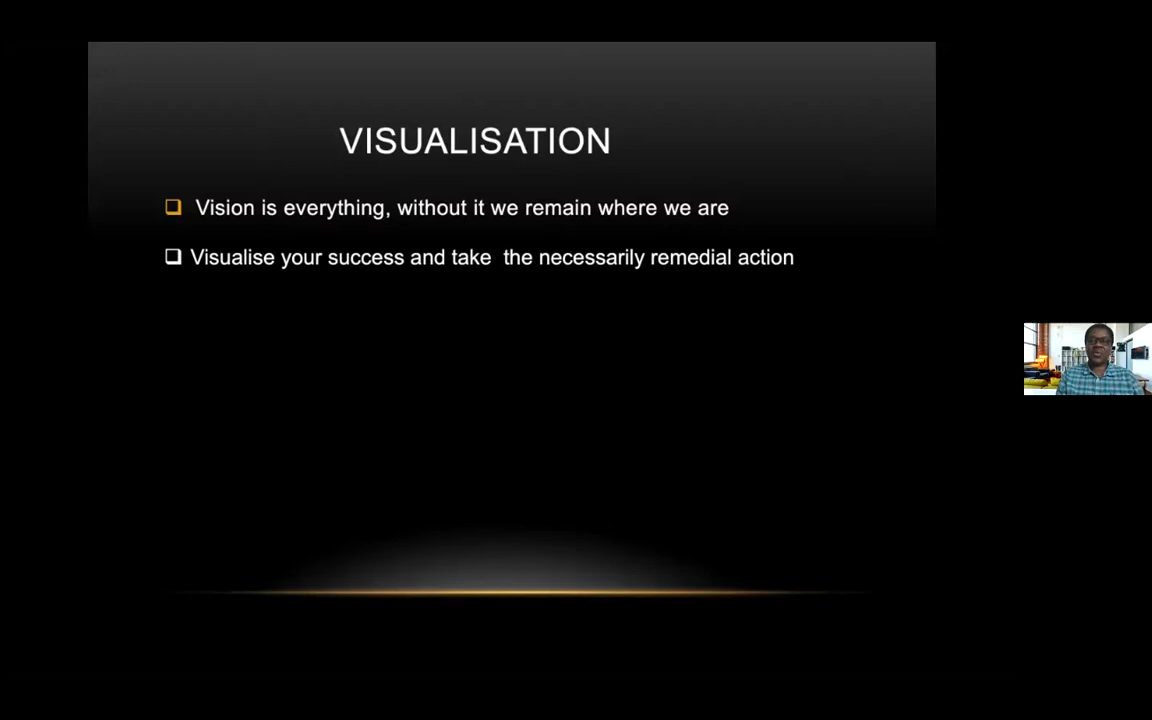 VISUALISATION
Vision is everything, without it we remain where we are
Visualise your success and take  the necessarily remedial action